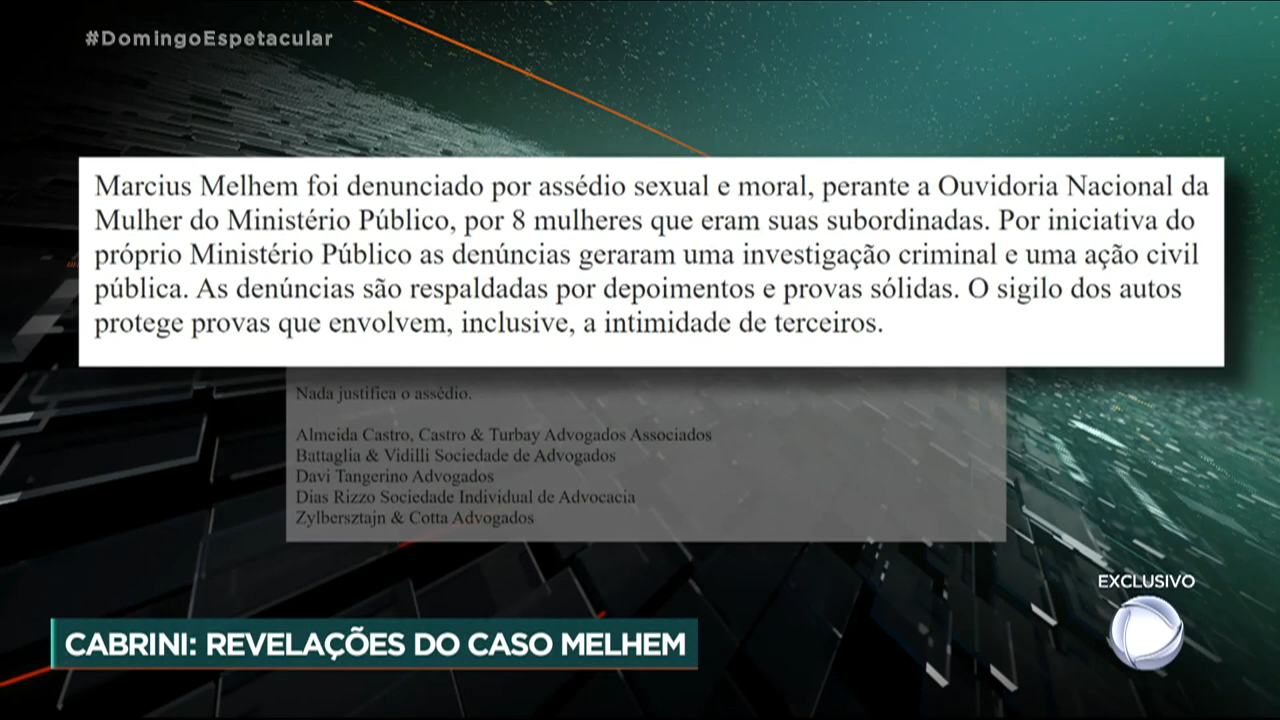 #DomingoEspetacular
Marcius Melhem foi denunciado por assédio sexual e moral, perante a Ouvidoria Nacional da
Mulher do Ministério Público, por 8 mulheres que eram suas subordinadas. Por iniciativa do
próprio Ministério Público as denúncias geraram uma investigação criminal e uma ação civil
pública. As denúncias são respaldadas por depoimentos e provas sólidas. O sigilo dos autos
protege provas que envolvem, inclusive, a intimidade de terceiros.
Nada justifica o assédio.
Almeida Castro, Castro & Turbay Advogados Associados
Battaglia & Vidilli Sociedade de Advogados
Davi Tangerino Advogados
Dias Rizzo Sociedade Individual de Advocacia
Zylbersztajn & Cotta Advogados
EXCLUSIVO
CABRINI: REVELAÇÕES DO CASO MELHEM